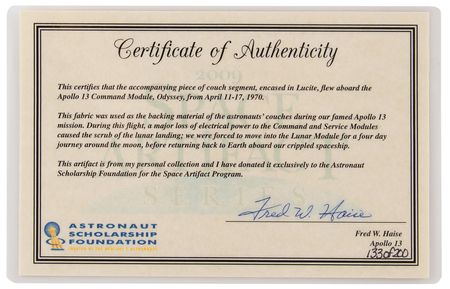 Certificate of Authenticity
2009
SPACE
This certifies that the accompanying piece of couch segment, encased in Lucite, flew aboard the
Apollo 13 Command Module, Odyssey, from April 11-17, 1970.
This fabric was used as the backing material of the astronauts' couches during our famed Apollo 13
mission. During this flight, a major loss of electrical power to the Command and Service Modules
caused the scrub of the lunar landing; we were forced to move into the Lunar Module for a four day
journey around the moon, before returning back to Earth aboard our crippled spaceship.
This artifact is from my personal collection and I have donated it exclusively to the Astronaut
Scholarship Foundation for the Space Artifact Program.
SERIES
Fred W. Haise
ASTRONAUT
SCHOLARSHIP
FOUNDATION
Fred W. Haise
Apollo 13
133 of 200